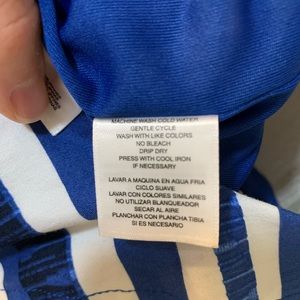 MACHINE WASH COLD WATER
GENTLE CYCLE
WASH WITH LIKE COLORS
NO BLEACH
DRIP DRY
PRESS WITH COOL IRON
IF NECESSARY
LAVAR A MAQUINA EN AGUA FRIA
CICLO SUAVE
LAVAR CON COLORES SIMILARES
NO UTILIZAR BLANQUEADOR
SECAR AL AIRE
PLANCHAR CON PLANCHA TIBIA
SI ES NECESARIO